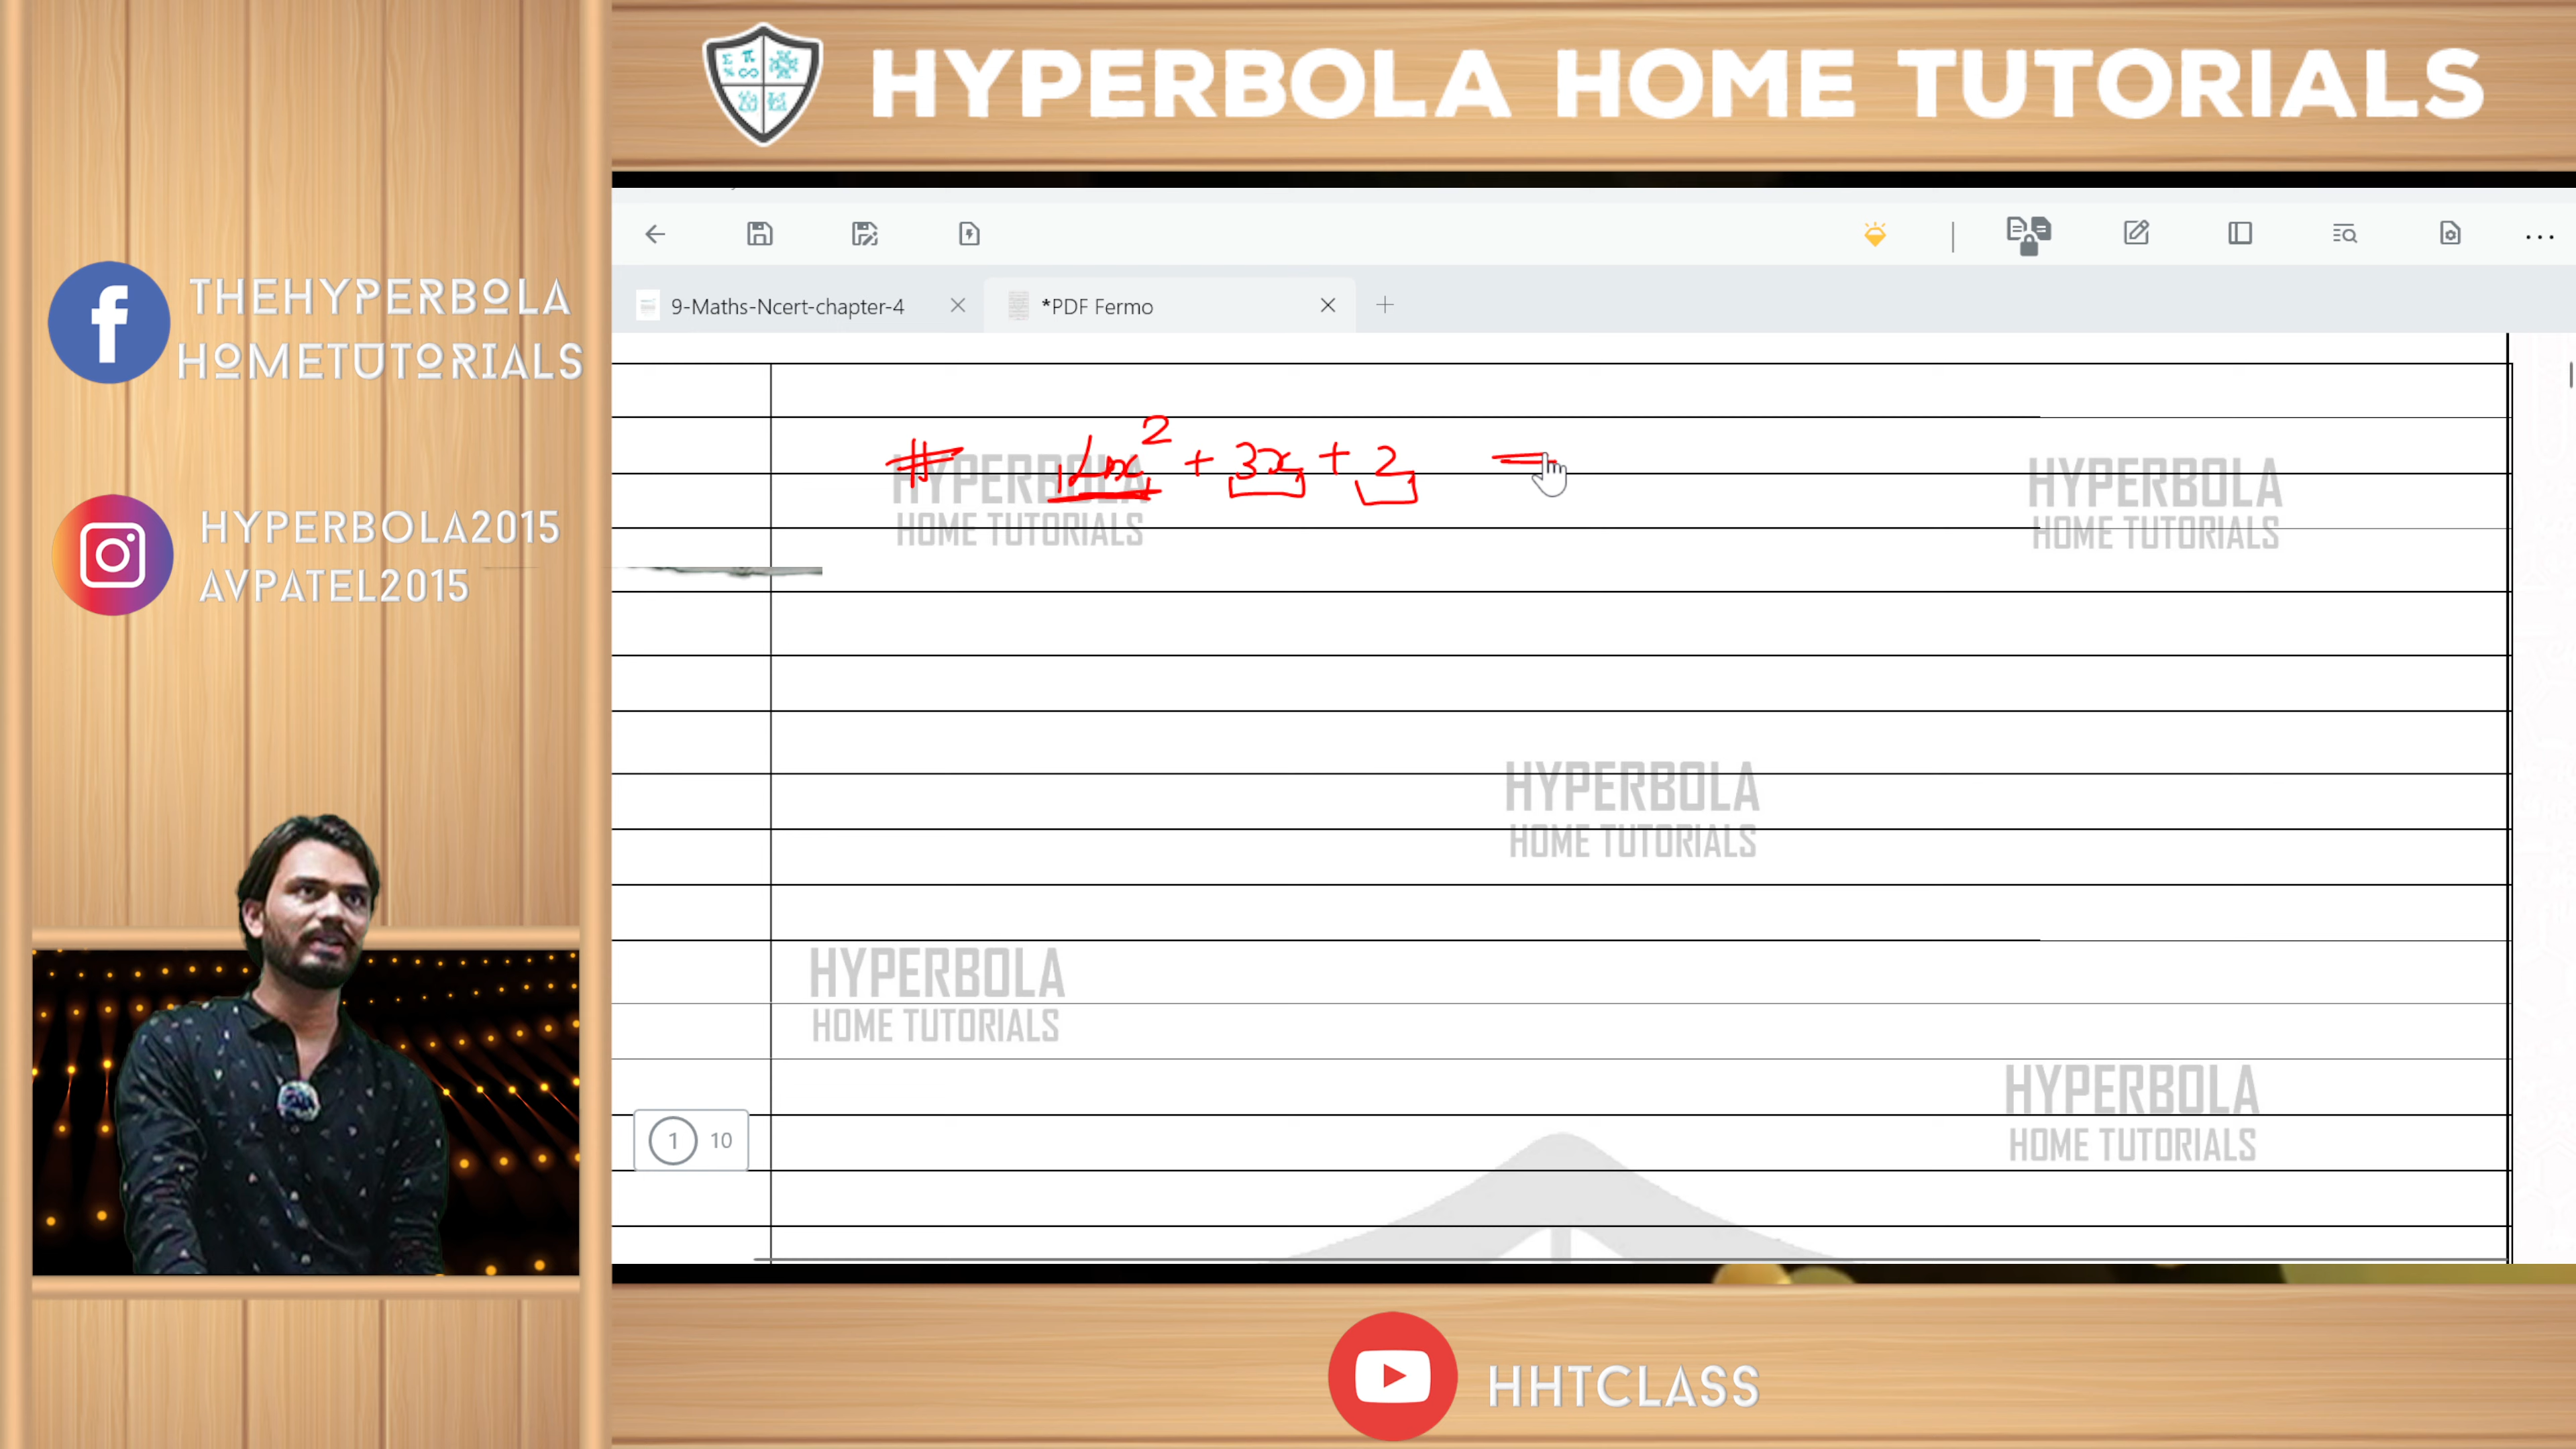 HYPERBOLA HOME TUTORIALS
THEHYPERBOLA
HOMETUTORIALS
HYPERBOLA2015
AVPATEL2015
9-Maths-Ncert-chapter-4
*PDF Fermo
# x² + 3x + 2 =
HYPERBOLA
HOME TUTORIALS
HYPERBOLA
HOME TUTORIALS
HYPERBOLA
HOME TUTORIALS
HYPERBOLA
HOME TUTORIALS
HYPERBOLA
HOME TUTORIALS
1 10
HHTCLASS